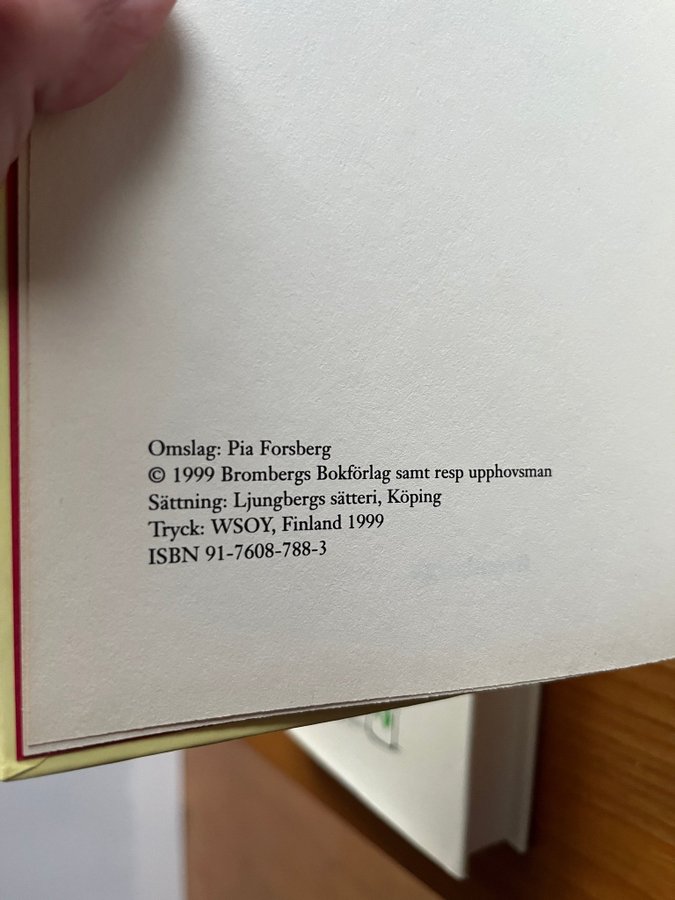 Omslag: Pia Forsberg
© 1999 Brombergs Bokförlag samt resp upphovsman
Sättning: Ljungbergs sätteri, Köping
Tryck: WSOY, Finland 1999
ISBN 91-7608-788-3